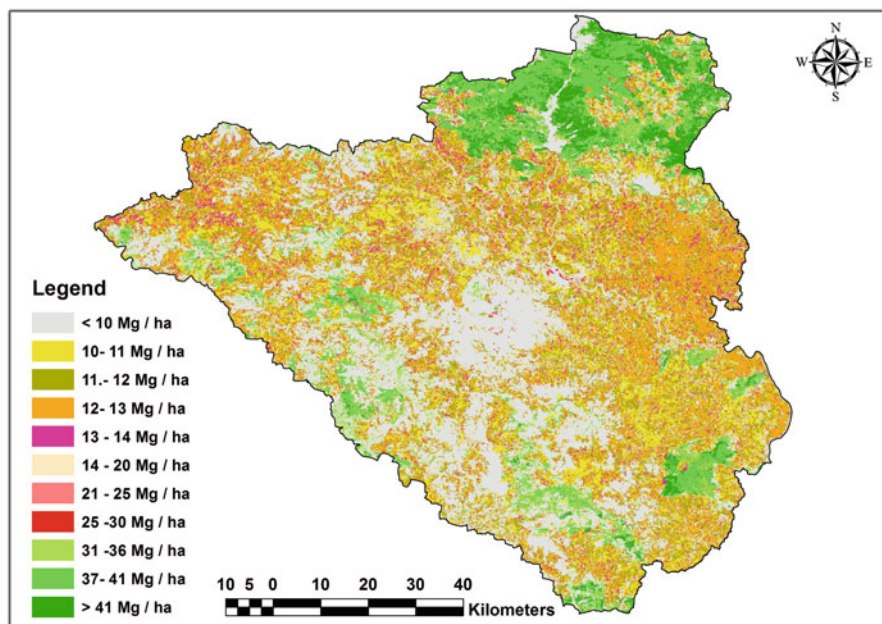 N
W E
S
Legend
< 10 Mg / ha
10- 11 Mg / ha
11.- 12 Mg / ha
12- 13 Mg / ha
13 - 14 Mg / ha
14 - 20 Mg / ha
21 - 25 Mg / ha
25 -30 Mg / ha
31 -36 Mg / ha
37- 41 Mg / ha
> 41 Mg / ha
10 5 0 10 20 30 40
Kilometers